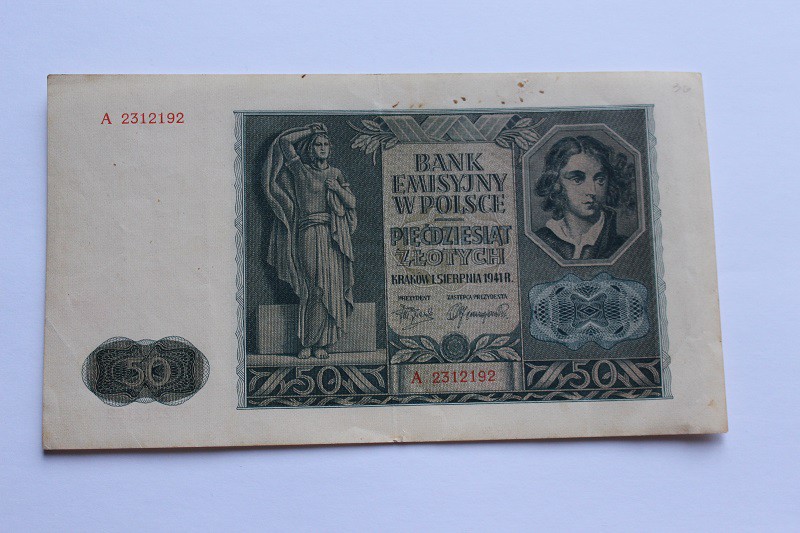 A 2312192
BANK
EMISYJNY
W POLSCE
PIĘĆDZIESIĄT
ZŁOTYCH
KRAKÓW 1. SIERPNIA 1941 R.
PREZYDENT ZASTĘPCA PREZYDENTA
50
50
A 2312192
50